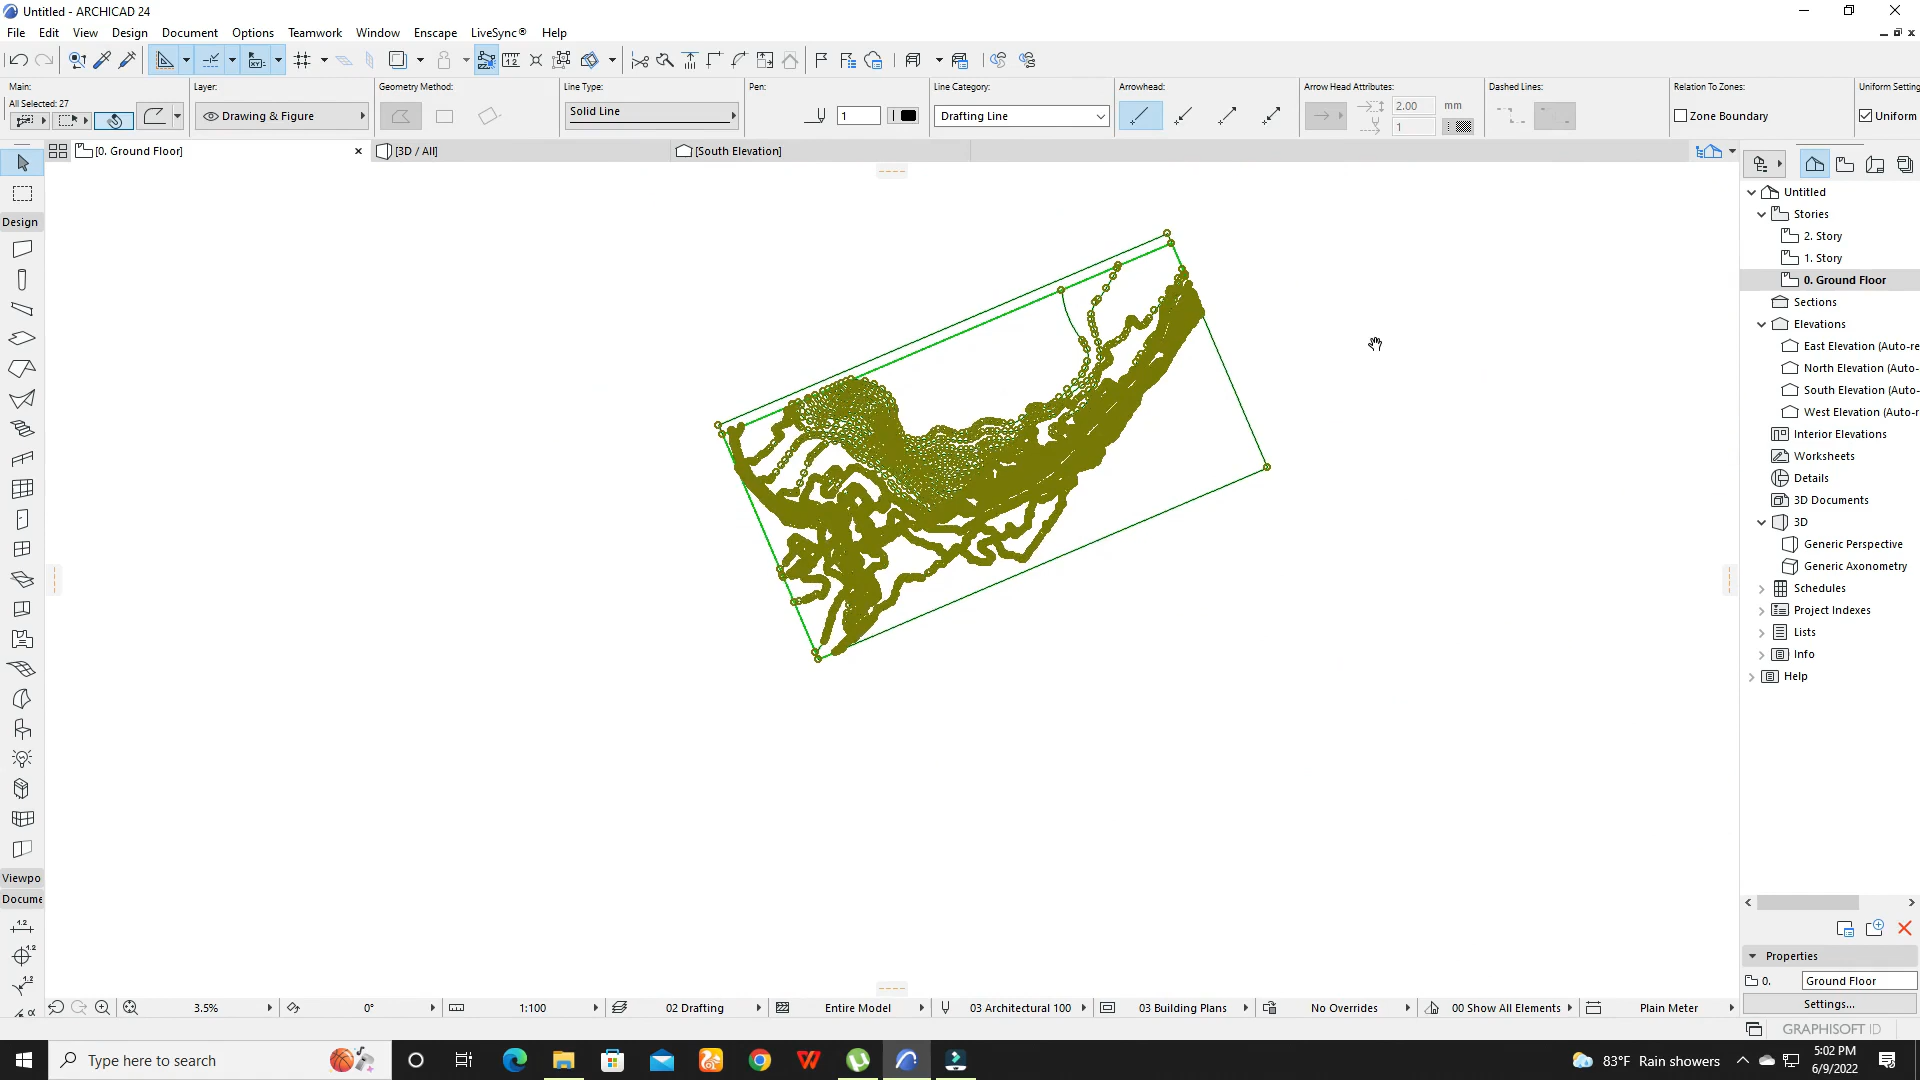 Untitled - ARCHICAD 24
File Edit View Design Document Options Teamwork Window Enscape LiveSync® Help
Main: Layer: Geometry Method: Line Type: Pen: Line Category: Arrowhead: Arrow Head Attributes: Dashed Lines: Relation To Zones: Uniform Setting
All Selected: 27
Drawing & Figure
Solid Line
1
Drafting Line
2.00 mm
1
Zone Boundary
Uniform
[0. Ground Floor]
[3D / All]
[South Elevation]
Design
Viewpo
Docume
Untitled
Stories
2. Story
1. Story
0. Ground Floor
Sections
Elevations
East Elevation (Auto-re
North Elevation (Auto-
South Elevation (Auto-
West Elevation (Auto-r
Interior Elevations
Worksheets
Details
3D Documents
3D
Generic Perspective
Generic Axonometry
Schedules
Project Indexes
Lists
Info
Help
Properties
0. Ground Floor
Settings...
3.5% 0° 1:100 02 Drafting Entire Model 03 Architectural 100 03 Building Plans No Overrides 00 Show All Elements Plain Meter
GRAPHISOFT ID
Type here to search
83°F Rain showers
5:02 PM
6/9/2022